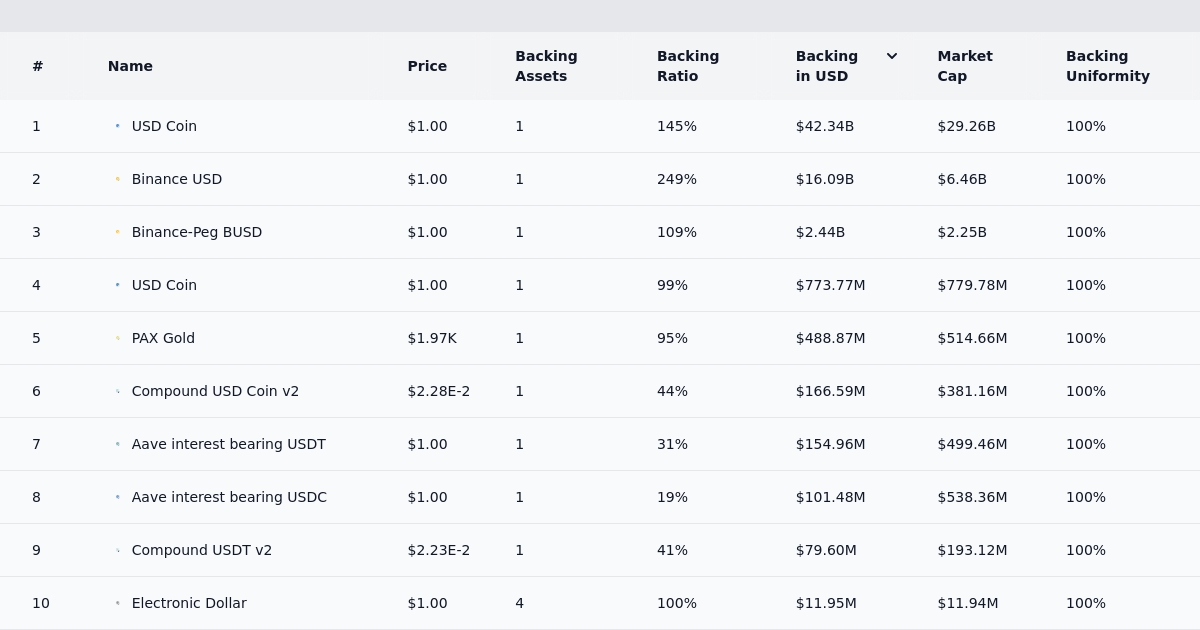 # Name Price Backing Assets Backing Ratio Backing in USD Market Cap Backing Uniformity
1 USD Coin $1.00 1 145% $42.34B $29.26B 100%
2 Binance USD $1.00 1 249% $16.09B $6.46B 100%
3 Binance-Peg BUSD $1.00 1 109% $2.44B $2.25B 100%
4 USD Coin $1.00 1 99% $773.77M $779.78M 100%
5 PAX Gold $1.97K 1 95% $488.87M $514.66M 100%
6 Compound USD Coin v2 $2.28E-2 1 44% $166.59M $381.16M 100%
7 Aave interest bearing USDT $1.00 1 31% $154.96M $499.46M 100%
8 Aave interest bearing USDC $1.00 1 19% $101.48M $538.36M 100%
9 Compound USDT v2 $2.23E-2 1 41% $79.60M $193.12M 100%
10 Electronic Dollar $1.00 4 100% $11.95M $11.94M 100%